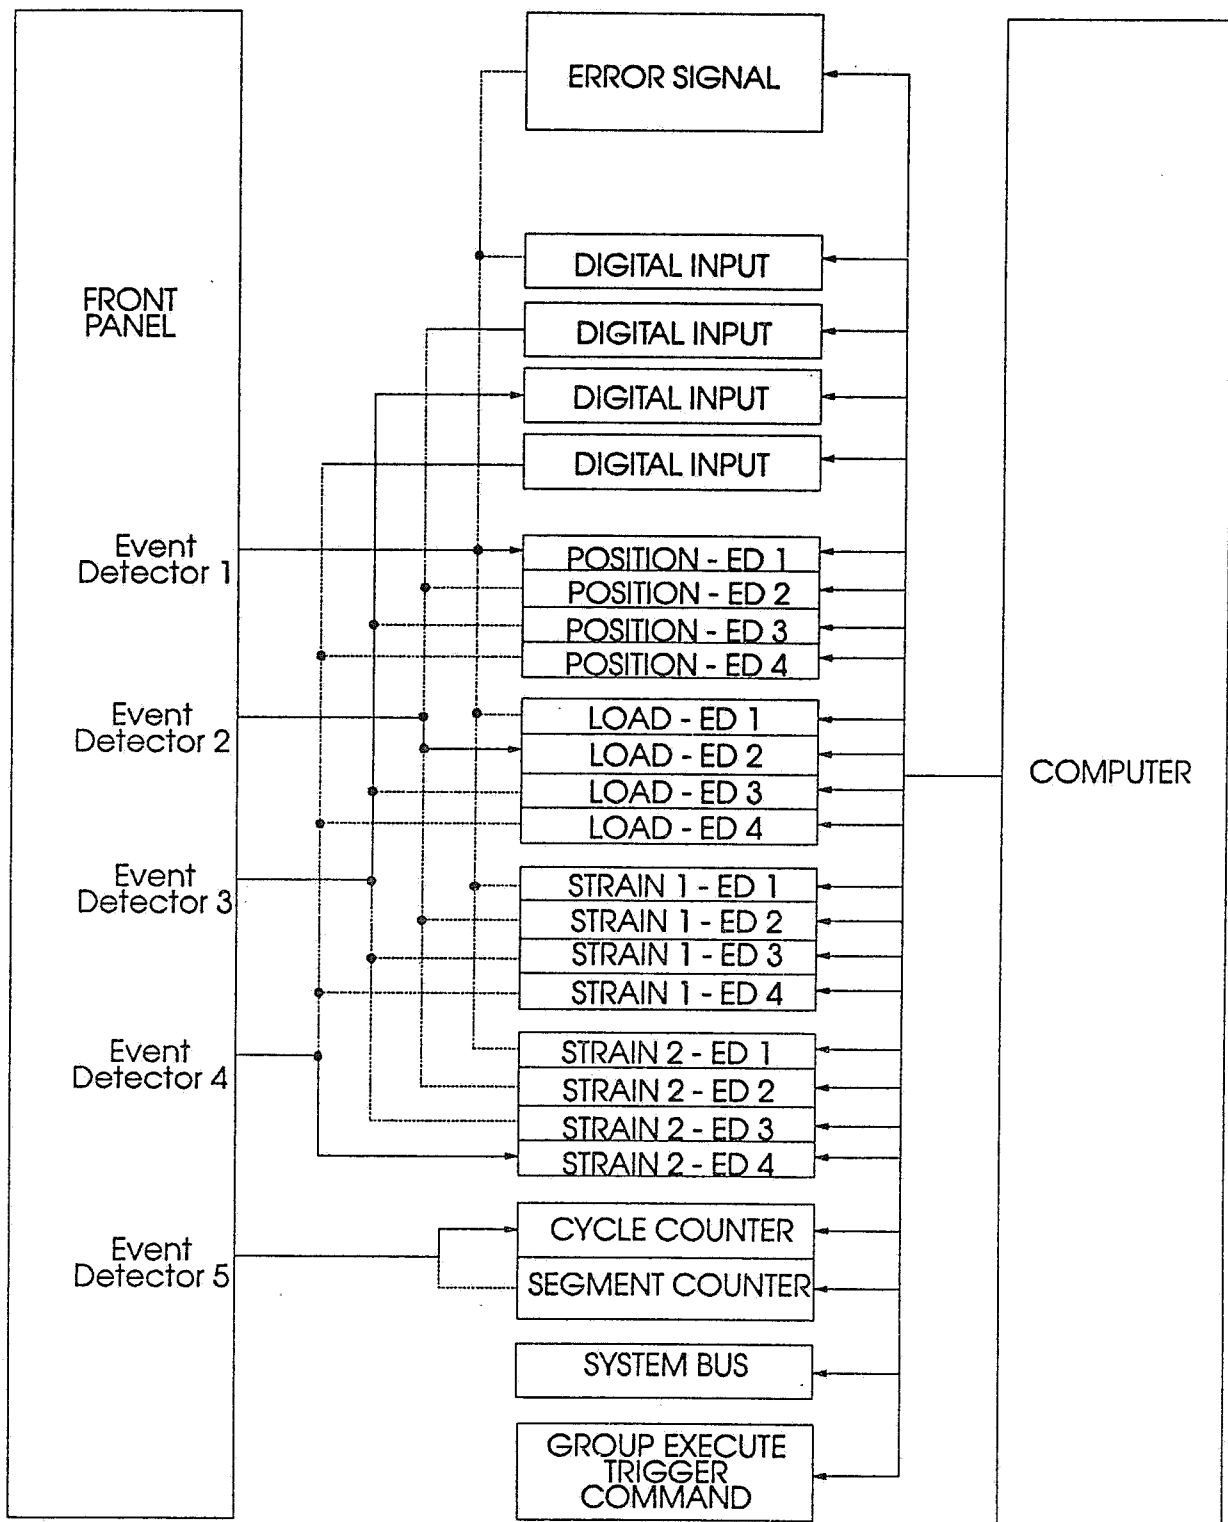 ERROR SIGNAL
DIGITAL INPUT
FRONT
PANEL
DIGITAL INPUT
DIGITAL INPUT
DIGITAL INPUT
Event
Detector 1
POSITION - ED 1
POSITION - ED 2
POSITION - ED 3
POSITION - ED 4
Event
Detector 2
LOAD - ED 1
LOAD - ED 2
LOAD - ED 3
LOAD - ED 4
COMPUTER
Event
Detector 3
STRAIN 1 - ED 1
STRAIN 1 - ED 2
STRAIN 1 - ED 3
STRAIN 1 - ED 4
Event
Detector 4
STRAIN 2 - ED 1
STRAIN 2 - ED 2
STRAIN 2 - ED 3
STRAIN 2 - ED 4
Event
Detector 5
CYCLE COUNTER
SEGMENT COUNTER
SYSTEM BUS
GROUP EXECUTE
TRIGGER
COMMAND